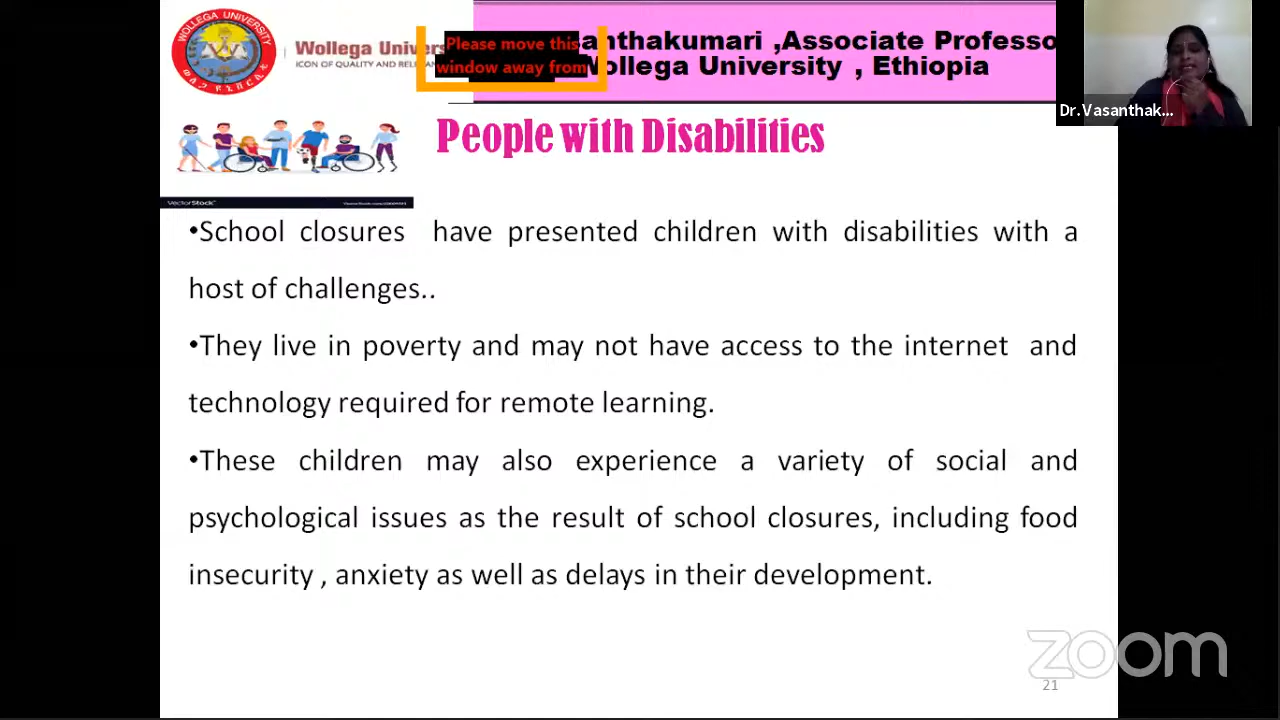 WOLLEGA UNIVERSITY
Wollega Univers
ICON OF QUALITY AND
Please move this
window away from
anthakumari ,Associate Professo
Wollega University , Ethiopia
Dr.Vasanthak...
People with Disabilities
VectorStock
•School closures have presented children with disabilities with a
host of challenges..
•They live in poverty and may not have access to the internet and
technology required for remote learning.
•These children may also experience a variety of social and
psychological issues as the result of school closures, including food
insecurity , anxiety as well as delays in their development.
zoom
21